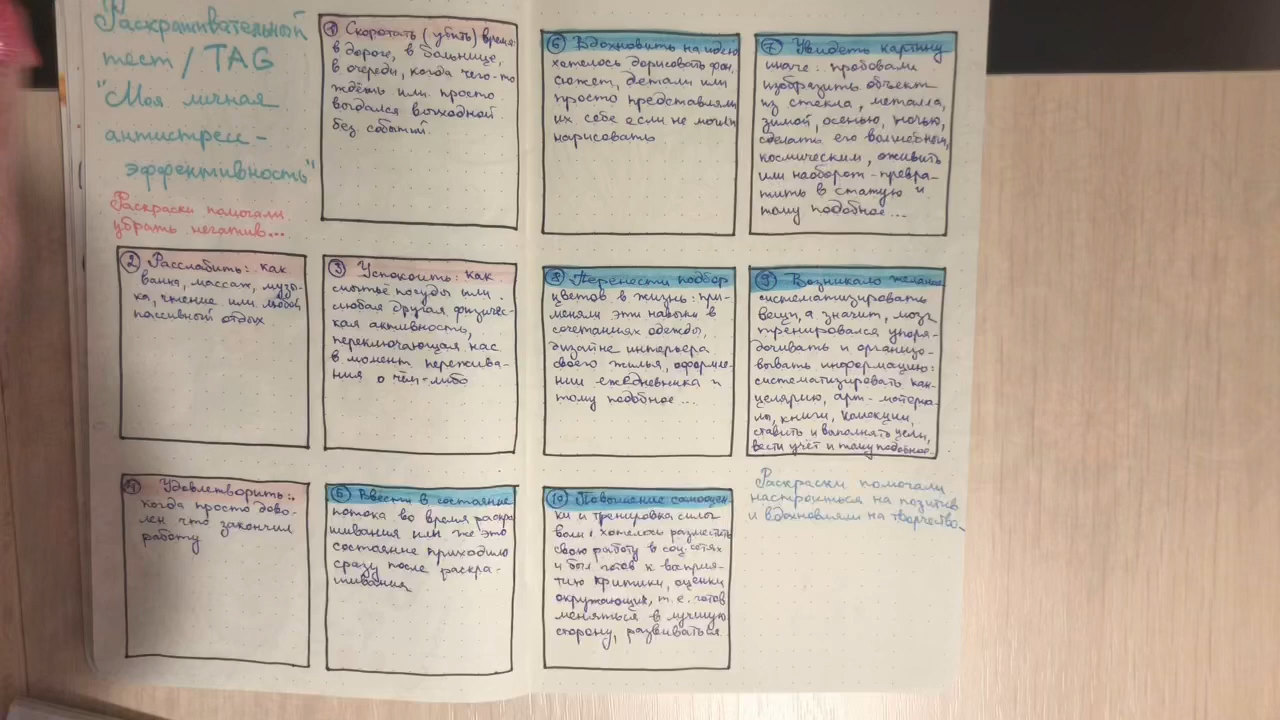 Раскрашивательный
тест / TAG
"Моя личная
антистресс-
эффективность"
Раскраски помогали
убрать негатив...
1 Скоротать (убить) время:
в дороге, в больнице,
в очереди, когда чего-то
ждёшь или просто
выдался выходной
без событий.
2 Расслабить: как
ванна, массаж, музы-
ка, чтение или любой
пассивный отдых
3 Успокоить: как
мытьё посуды или
любая другая физичес-
кая активность,
переключающая нас
в момент пережива-
ния о чём-либо
4 Удовлетворить:
когда просто дово-
лен что закончил
работу
5 Ввести в состояние
потока во время раскра
шивания или же это
состояние приходило
сразу после раскра-
шивания
6 Вдохновить на идею
хотелось дорисовать фон,
сюжет, детали или
просто представляли
их себе если не могли
нарисовать
7 Увидеть картину
иначе: пробовали
изобразить объект
из стекла, металла,
зимой, осенью, ночью,
сделать его волшебным,
космическим, оживить
или наоборот - превра-
тить в статую и
тому подобное...
8 Перенести подбор
цветов в жизнь: при-
меняли эти навыки в
сочетаниях одежды,
дизайне интерьера
своего жилья, оформле-
нии ежедневника и
тому подобное...
9 Возникало желание
систематизировать
вещи, а значит, мозг
тренировался упоря-
дочивать и организо-
вывать информацию:
систематизировать кан-
целярию, арт-материа-
лы, книги, колекции,
ставить и выполнять цели,
вести учёт и тому подобное.
10 Повышение самооцен-
ки и тренировка силы
воли: хотелось разместить
свою работу в соц.сетях
и был готов к восприя-
тию критики, оценки
окружающих, т.е. готов
меняться в лучшую
сторону, развиваться.
Раскраски помогали
настроиться на позитив
и вдохновляли на творчество...